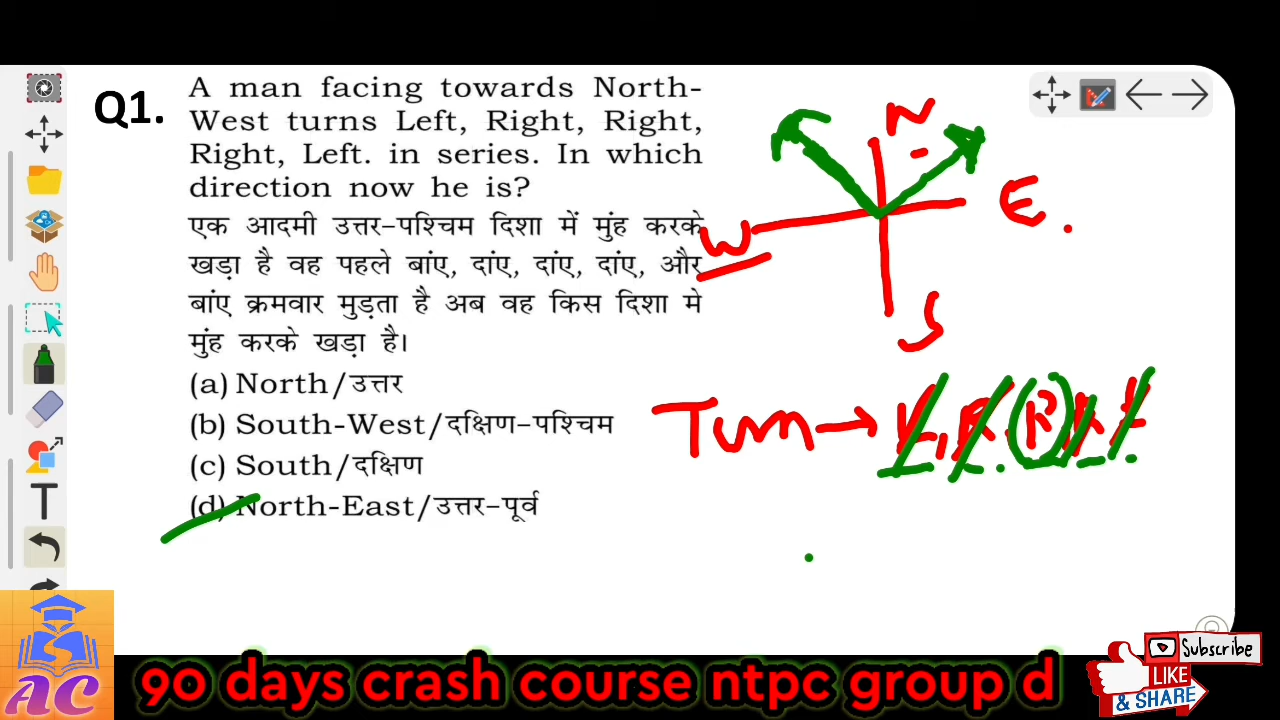 Q1. A man facing towards North-
West turns Left, Right, Right,
Right, Left. in series. In which
direction now he is?
एक आदमी उत्तर-पश्चिम दिशा में मुंह करके
खड़ा है वह पहले बांए, दांए, दांए, दांए, और
बांए क्रमवार मुड़ता है अब वह किस दिशा मे
मुंह करके खड़ा है।
(a) North/उत्तर
(b) South-West/दक्षिण-पश्चिम
(c) South/दक्षिण
(d) North-East/उत्तर-पूर्व
N
E
W
S
Turn → L, R, R, R, L
T
AC
90 days crash course ntpc group d
Subscribe
LIKE
& SHARE